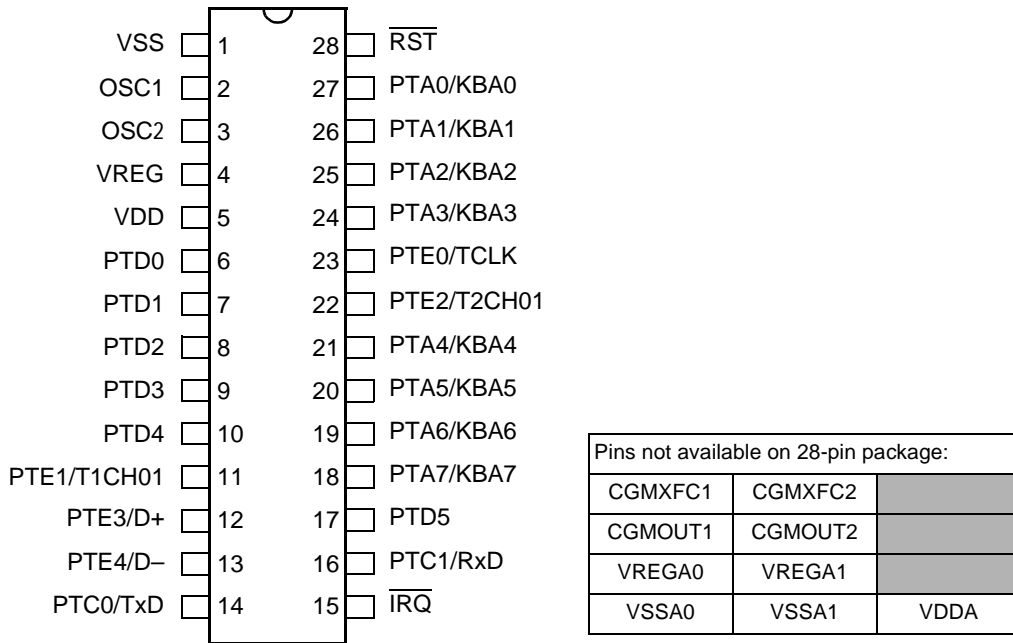 VSS 1 28 RST
OSC1 2 27 PTA0/KBA0
OSC2 3 26 PTA1/KBA1
VREG 4 25 PTA2/KBA2
VDD 5 24 PTA3/KBA3
PTD0 6 23 PTE0/TCLK
PTD1 7 22 PTE2/T2CH01
PTD2 8 21 PTA4/KBA4
PTD3 9 20 PTA5/KBA5
PTD4 10 19 PTA6/KBA6
PTE1/T1CH01 11 18 PTA7/KBA7
PTE3/D+ 12 17 PTD5
PTE4/D– 13 16 PTC1/RxD
PTC0/TxD 14 15 IRQ
Pins not available on 28-pin package:
CGMXFC1 CGMXFC2
CGMOUT1 CGMOUT2
VREGA0 VREGA1
VSSA0 VSSA1 VDDA